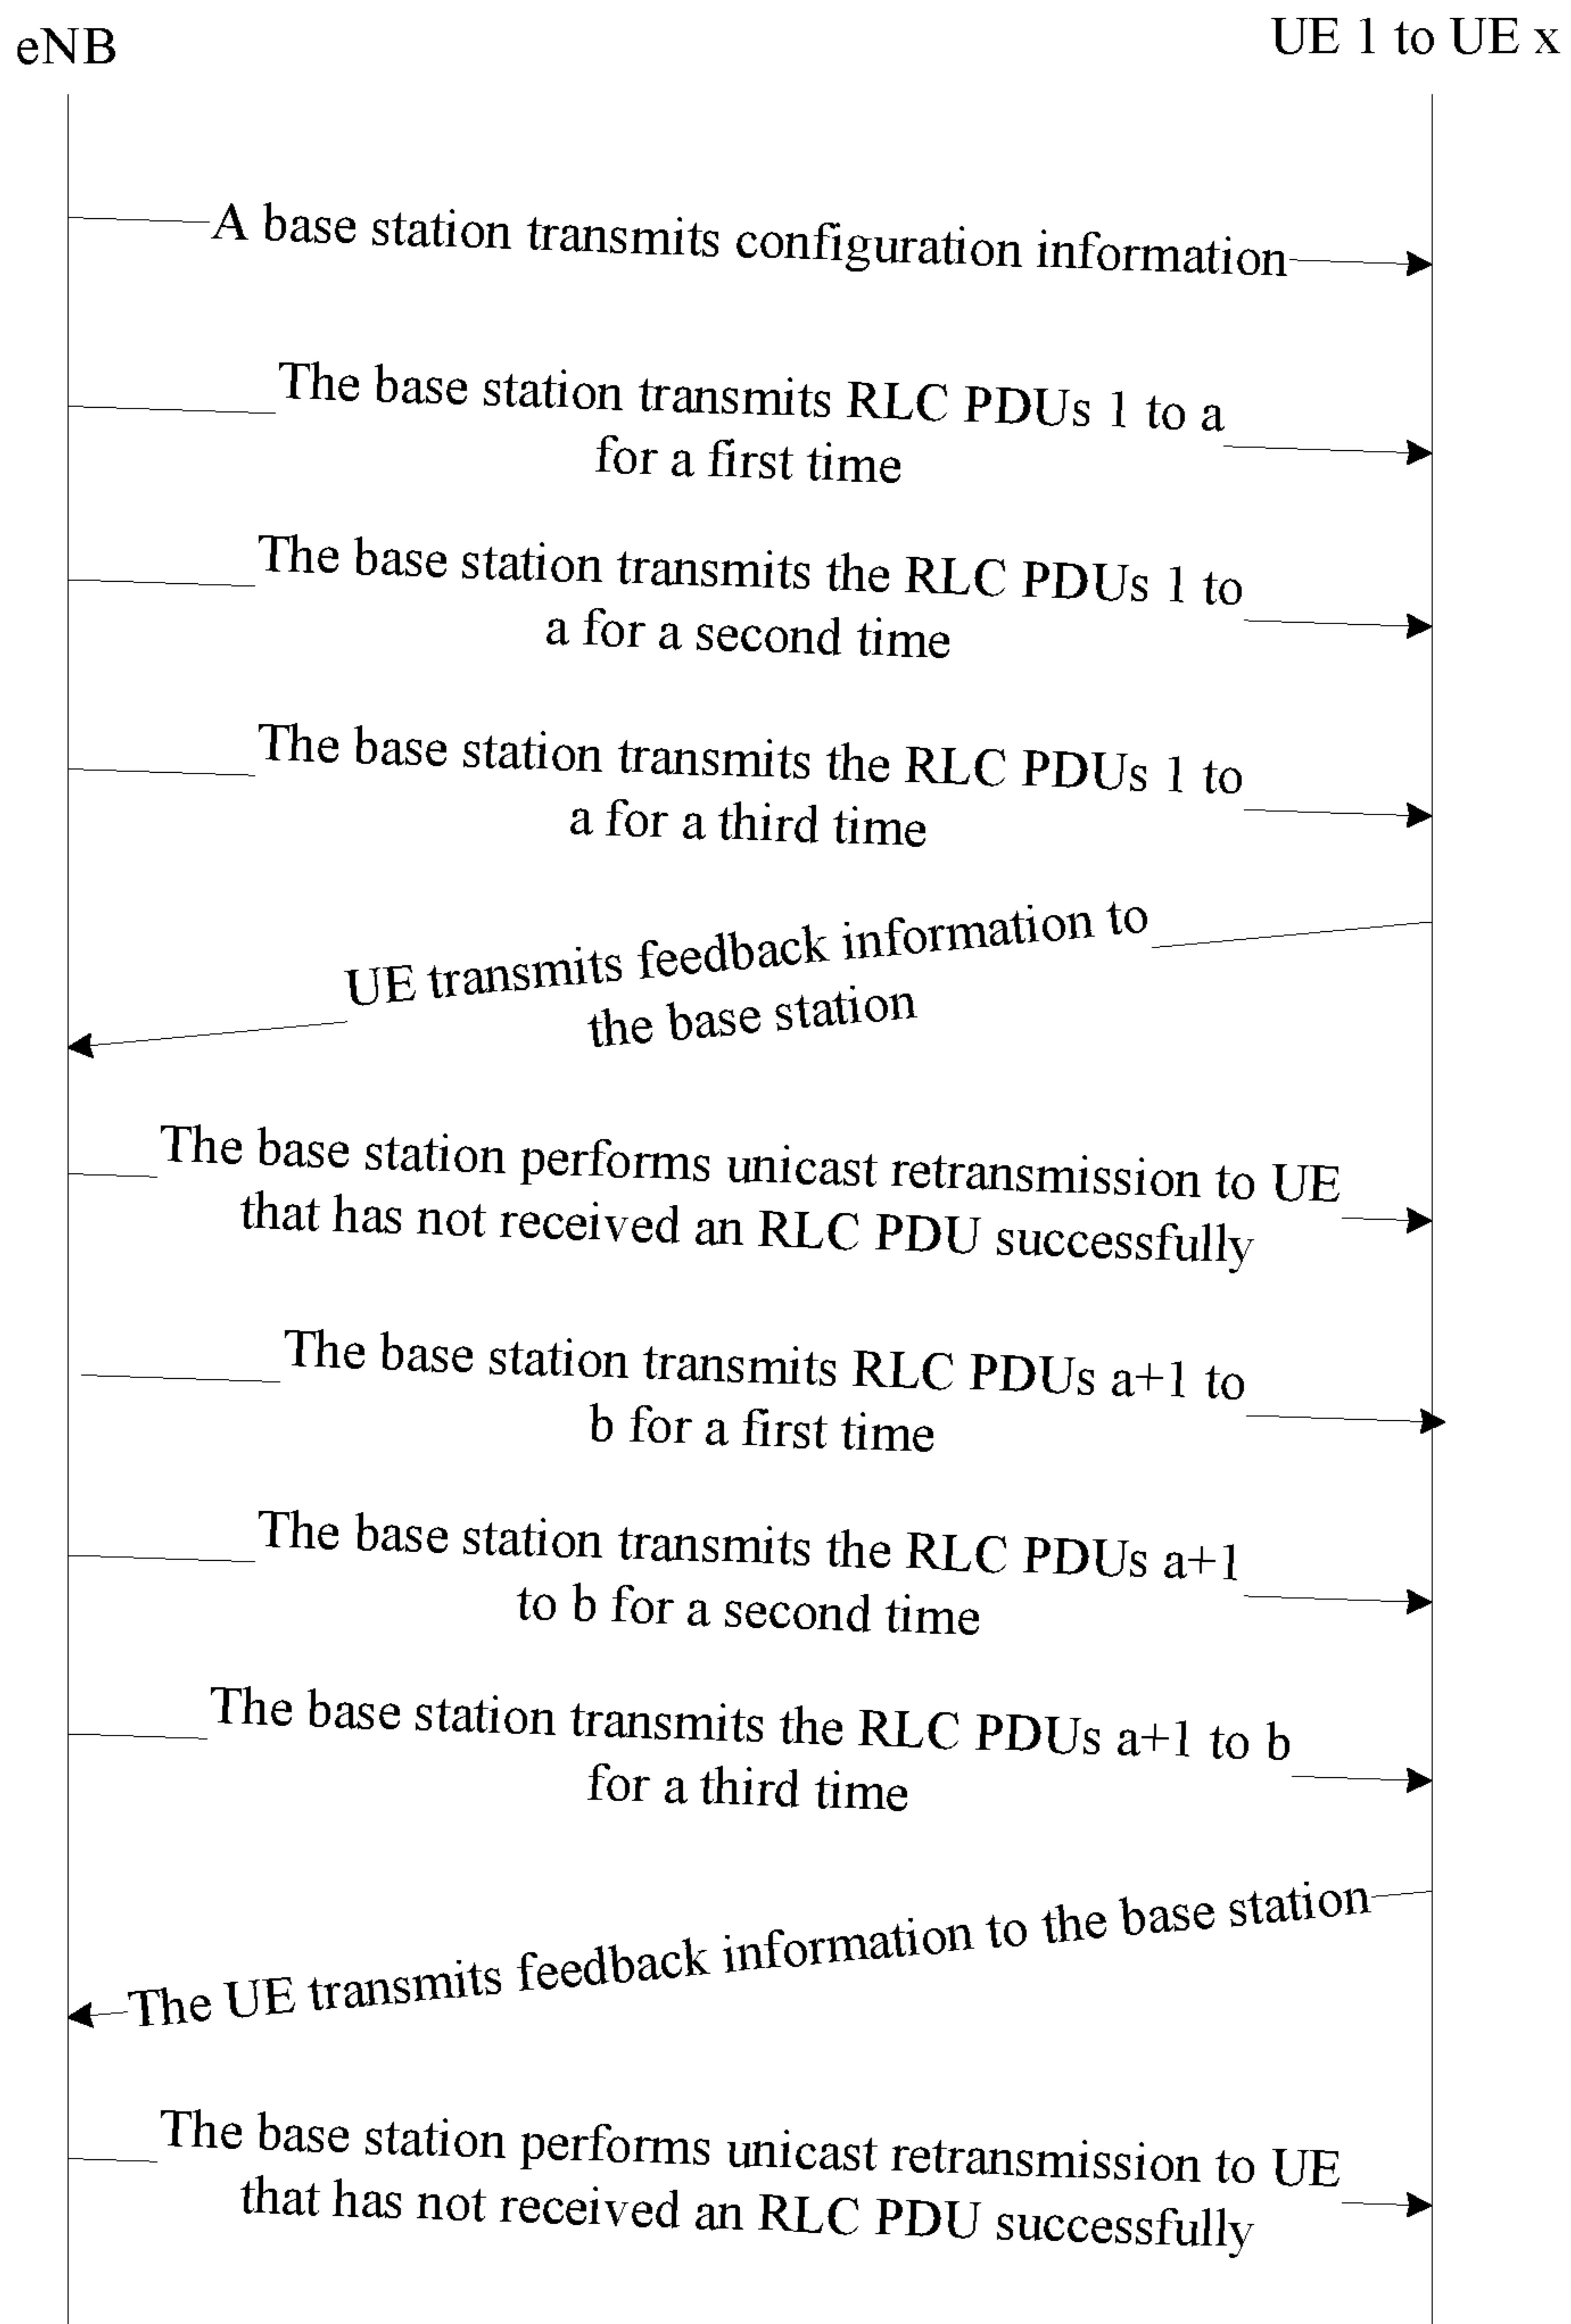 eNB
UE 1 to UE x
A base station transmits configuration information
The base station transmits RLC PDUs 1 to a
for a first time
The base station transmits the RLC PDUs 1 to
a for a second time
The base station transmits the RLC PDUs 1 to
a for a third time
UE transmits feedback information to
the base station
The base station performs unicast retransmission to UE
that has not received an RLC PDU successfully
The base station transmits RLC PDUs a+1 to
b for a first time
The base station transmits the RLC PDUs a+1
to b for a second time
The base station transmits the RLC PDUs a+1 to b
for a third time
The UE transmits feedback information to the base station
The base station performs unicast retransmission to UE
that has not received an RLC PDU successfully